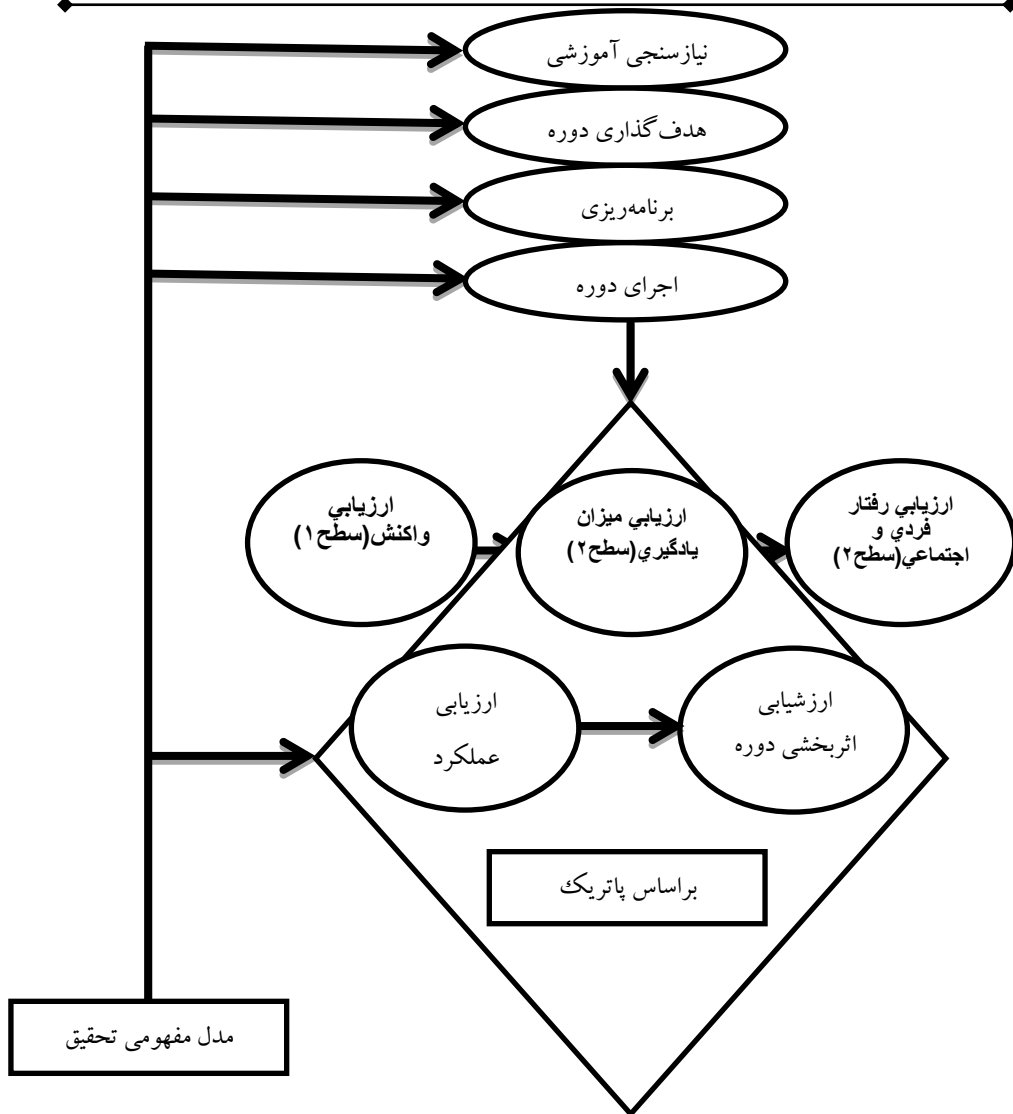 نیازسنجی آموزشی
هدف‌گذاری دوره
برنامه‌ریزی
اجرای دوره
ارزيابي
واكنش(سطح۱)
ارزيابي ميزان
يادگيري(سطح۲)
ارزيابي رفتار
فردي و
اجتماعي(سطح۲)
ارزیابی
عملکرد
ارزشیابی
اثربخشی دوره
براساس پاتریک
مدل مفهومی تحقیق